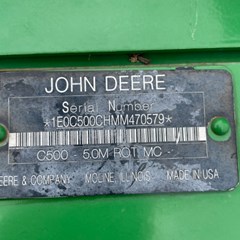 JOHN DEERE
Serial Number
*1E0C500CHMM470579*
C500 - 5.0M ROT. MC -
DEERE & COMPANY MOLINE, ILLINOIS MADE IN USA